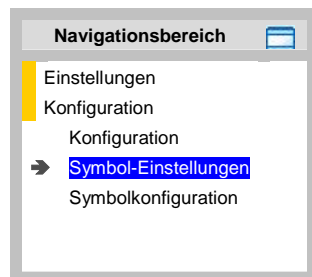 Navigationsbereich
Einstellungen
Konfiguration
Konfiguration
Symbol-Einstellungen
Symbolkonfiguration